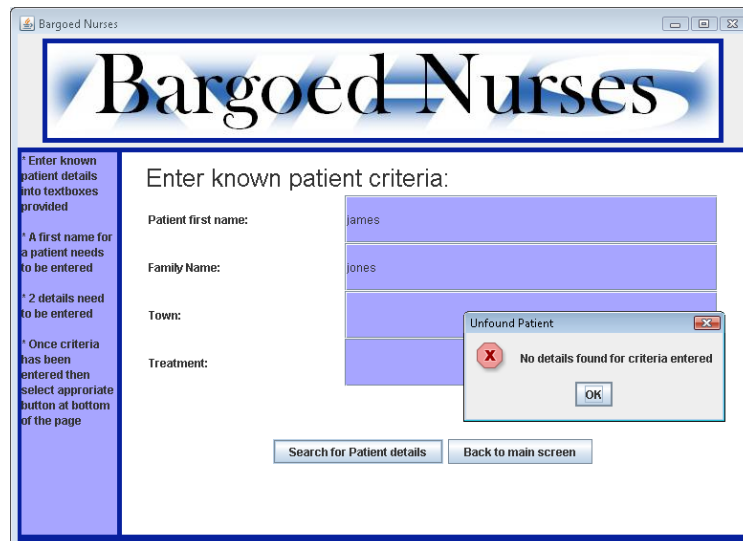 Bargoed Nurses
Bargoed Nurses
* Enter known
patient details
into textboxes
provided
* A first name for
a patient needs
to be entered
* 2 details need
to be entered
* Once criteria
has been
entered then
select approriate
button at bottom
of the page
Enter known patient criteria:
Patient first name:
james
Family Name:
jones
Town:
Treatment:
Unfound Patient
No details found for criteria entered
OK
Search for Patient details
Back to main screen